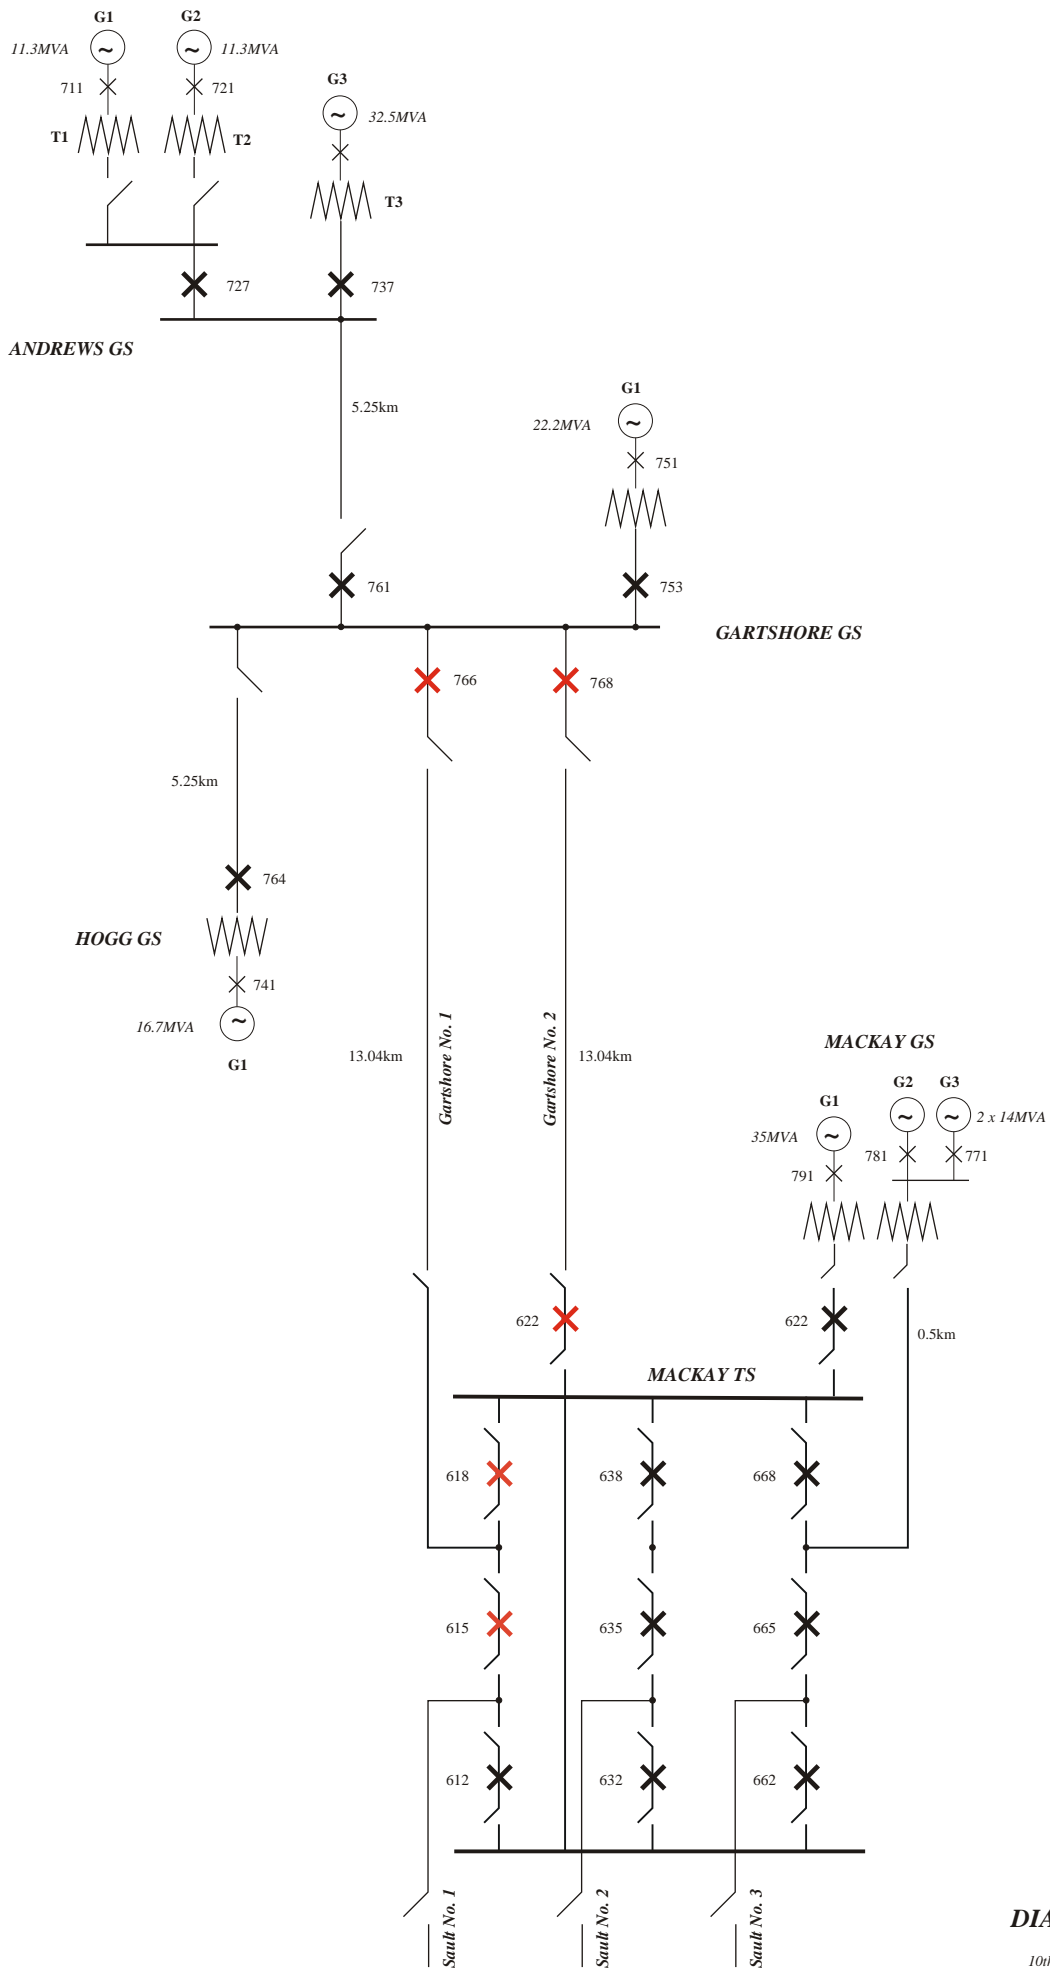 G1
G2
11.3MVA
~
~
11.3MVA
711
721
T1
T2
G3
~
32.5MVA
T3
727
737
ANDREWS GS
5.25km
G1
22.2MVA
~
751
761
753
GARTSHORE GS
766
768
5.25km
764
HOGG GS
741
16.7MVA
~
G1
13.04km
Gartshore No. 1
Gartshore No. 2
13.04km
MACKAY GS
G1
G2
G3
35MVA
~
~
~
2 x 14MVA
791
781
771
622
622
0.5km
MACKAY TS
618
638
668
615
635
665
612
632
662
Sault No. 1
Sault No. 2
Sault No. 3
DIA
10th